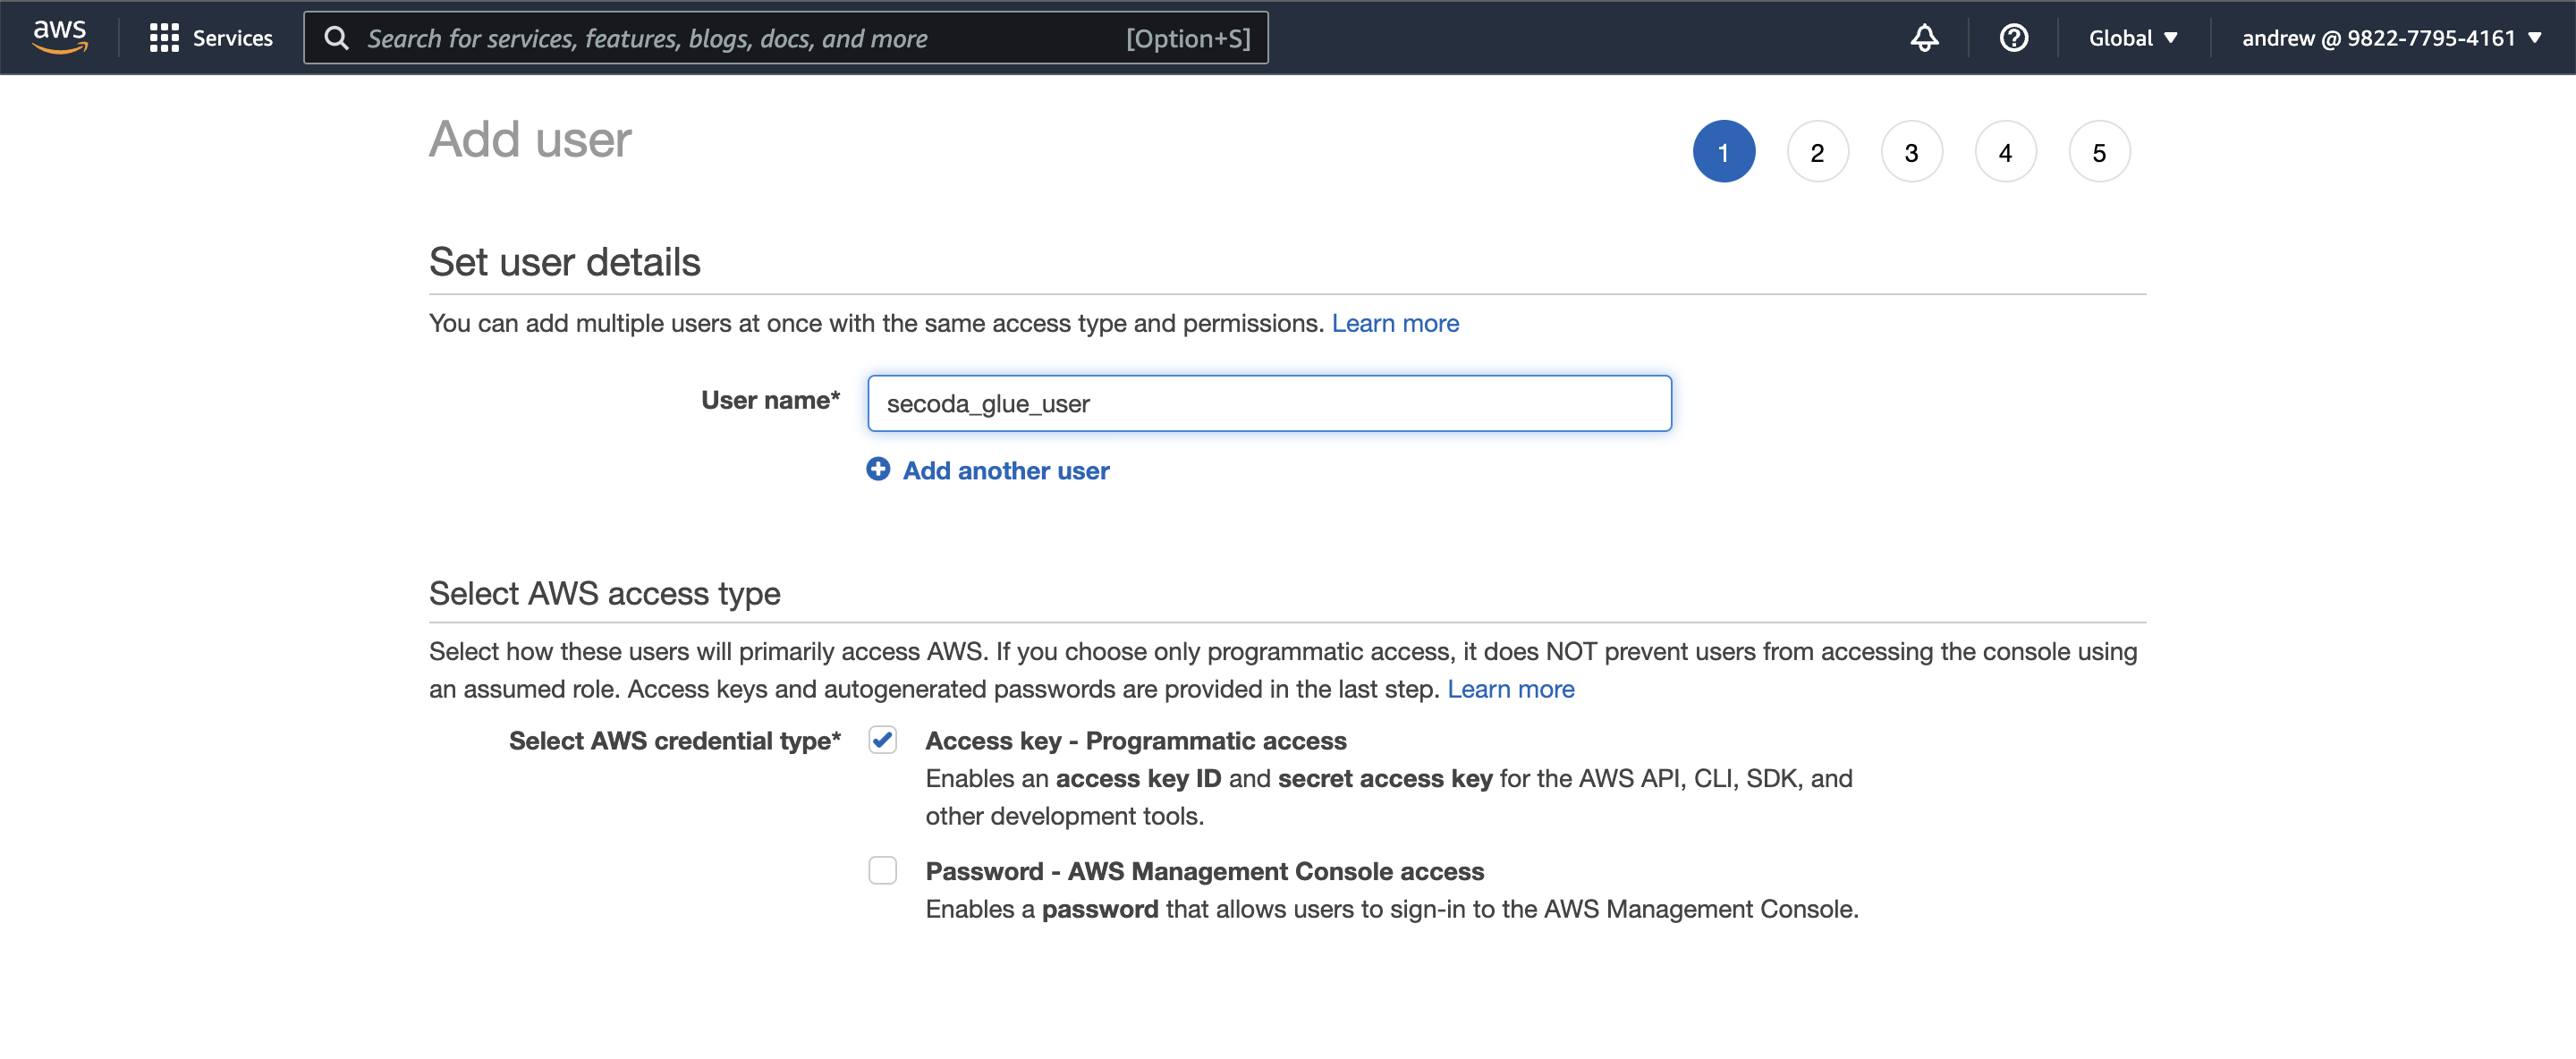 aws Services Search for services, features, blogs, docs, and more [Option+S] Global andrew @ 9822-7795-4161
Add user 1 2 3 4 5
Set user details
You can add multiple users at once with the same access type and permissions. Learn more
User name* secoda_glue_user
Add another user
Select AWS access type
Select how these users will primarily access AWS. If you choose only programmatic access, it does NOT prevent users from accessing the console using
an assumed role. Access keys and autogenerated passwords are provided in the last step. Learn more
Select AWS credential type* Access key - Programmatic access
Enables an access key ID and secret access key for the AWS API, CLI, SDK, and
other development tools.
Password - AWS Management Console access
Enables a password that allows users to sign-in to the AWS Management Console.